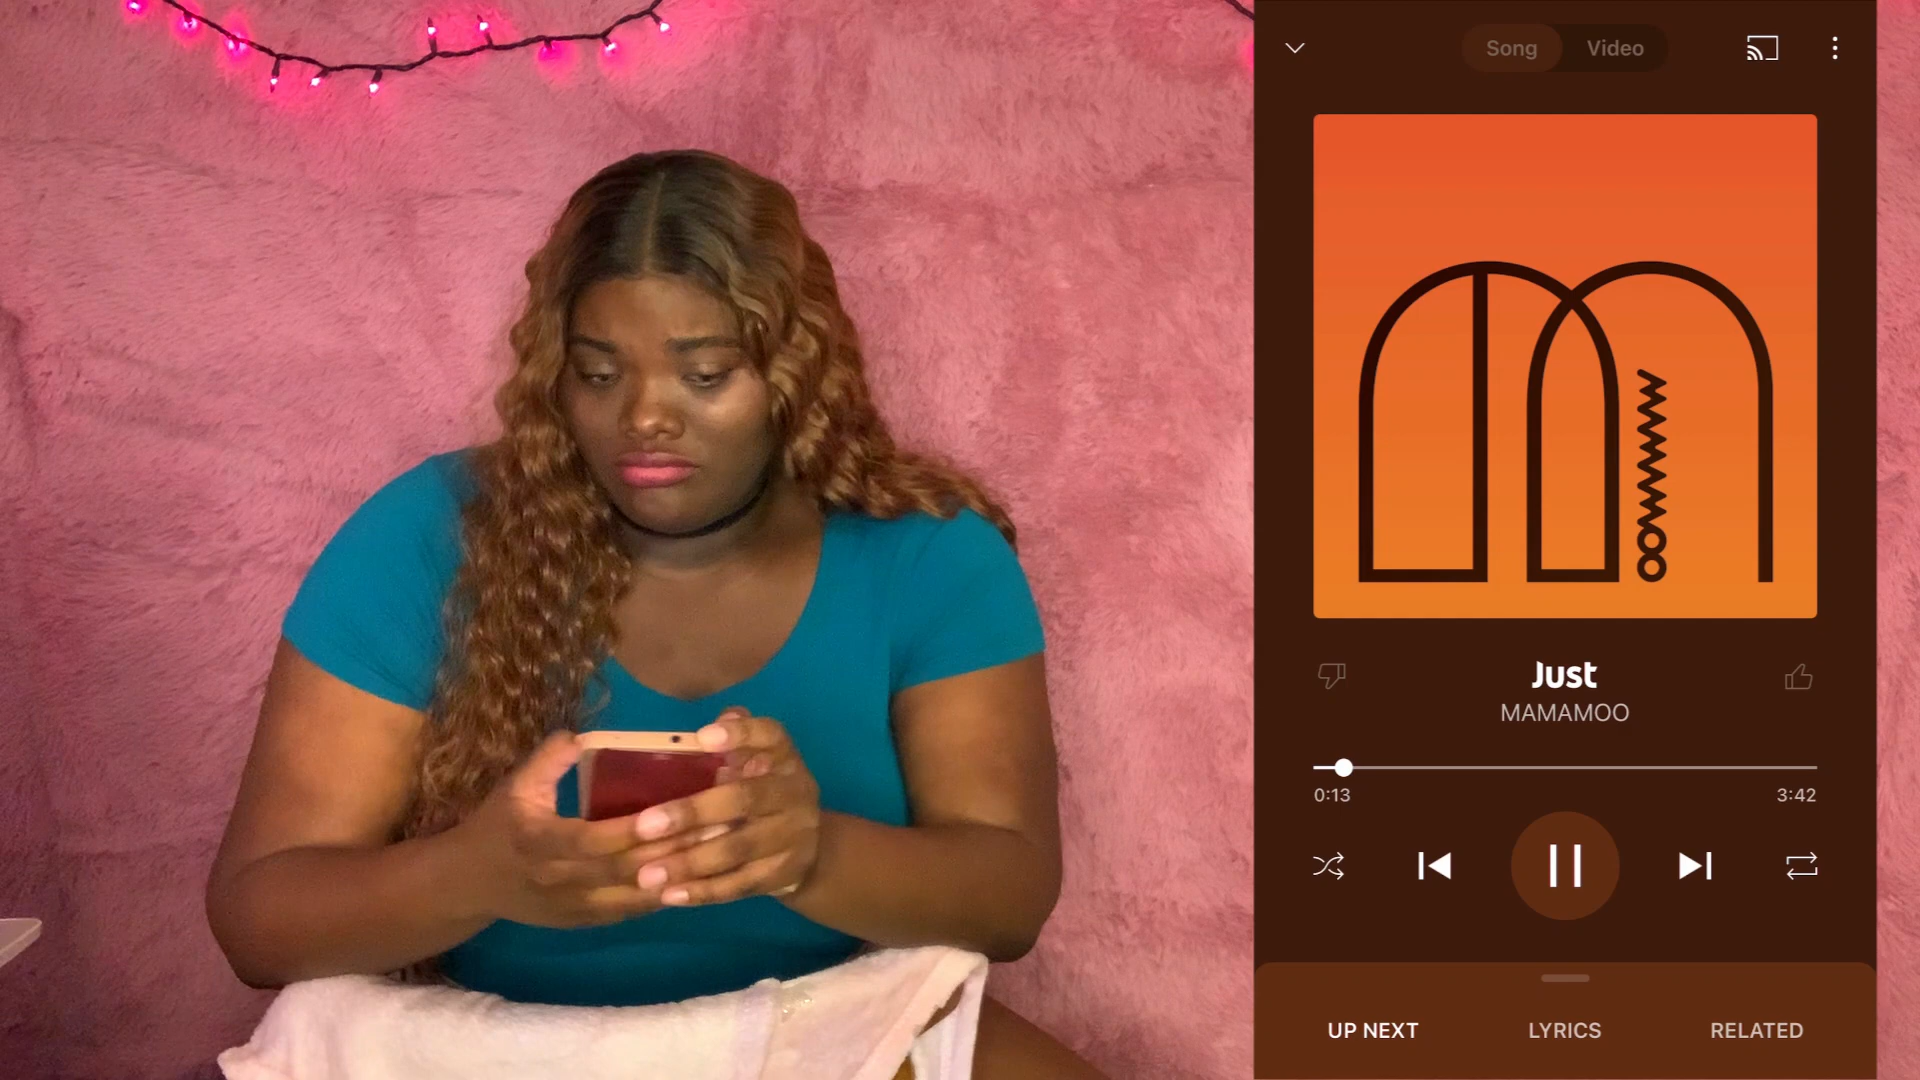 Song Video
Just
MAMAMOO
0:13 3:42
UP NEXT LYRICS RELATED